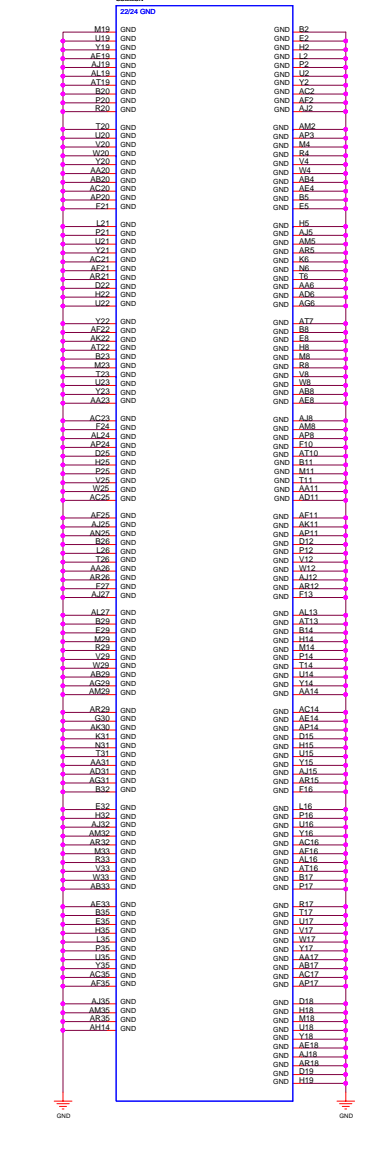 22/24 GND
M19 GND GND B2
U19 GND GND E2
Y19 GND GND H2
AE19 GND GND L2
AJ19 GND GND P2
AL19 GND GND U2
AT19 GND GND Y2
B20 GND GND AC2
P20 GND GND AF2
R20 GND GND AJ2
T20 GND GND AM2
U20 GND GND AP3
V20 GND GND M4
W20 GND GND R4
Y20 GND GND V4
AA20 GND GND W4
AB20 GND GND AB4
AC20 GND GND AE4
AP20 GND GND B5
F21 GND GND E5
L21 GND GND H5
P21 GND GND AJ5
U21 GND GND AM5
Y21 GND GND AR5
AC21 GND GND K6
AF21 GND GND N6
AR21 GND GND T6
D22 GND GND AA6
H22 GND GND AD6
U22 GND GND AG6
Y22 GND GND AT7
AF22 GND GND B8
AK22 GND GND E8
AT22 GND GND H8
B23 GND GND M8
M23 GND GND R8
T23 GND GND V8
U23 GND GND W8
Y23 GND GND AB8
AA23 GND GND AE8
AC23 GND GND AJ8
F24 GND GND AM8
AL24 GND GND AP8
AP24 GND GND F10
D25 GND GND AT10
H25 GND GND B11
P25 GND GND M11
V25 GND GND T11
W25 GND GND AA11
AC25 GND GND AD11
AF25 GND GND AF11
AJ25 GND GND AK11
AN25 GND GND AP11
B26 GND GND D12
L26 GND GND P12
T26 GND GND V12
AA26 GND GND W12
AR26 GND GND AJ12
F27 GND GND AR12
AJ27 GND GND F13
AL27 GND GND AL13
B29 GND GND AT13
E29 GND GND B14
M29 GND GND H14
R29 GND GND M14
V29 GND GND P14
W29 GND GND T14
AB29 GND GND U14
AG29 GND GND Y14
AM29 GND GND AA14
AR29 GND GND AC14
G30 GND GND AE14
AK30 GND GND AP14
K31 GND GND D15
N31 GND GND H15
T31 GND GND U15
AA31 GND GND Y15
AD31 GND GND AJ15
AG31 GND GND AR15
B32 GND GND F16
E32 GND GND L16
H32 GND GND P16
AJ32 GND GND U16
AM32 GND GND Y16
AR32 GND GND AC16
M33 GND GND AF16
R33 GND GND AL16
V33 GND GND AT16
W33 GND GND B17
AB33 GND GND P17
AE33 GND GND R17
B35 GND GND T17
E35 GND GND U17
H35 GND GND V17
L35 GND GND W17
P35 GND GND Y17
U35 GND GND AA17
Y35 GND GND AB17
AC35 GND GND AC17
AF35 GND GND AP17
AJ35 GND GND D18
AM35 GND GND H18
AR35 GND GND M18
AH14 GND GND U18
GND Y18
GND AE18
GND AJ18
GND AR18
GND D19
GND H19
GND GND